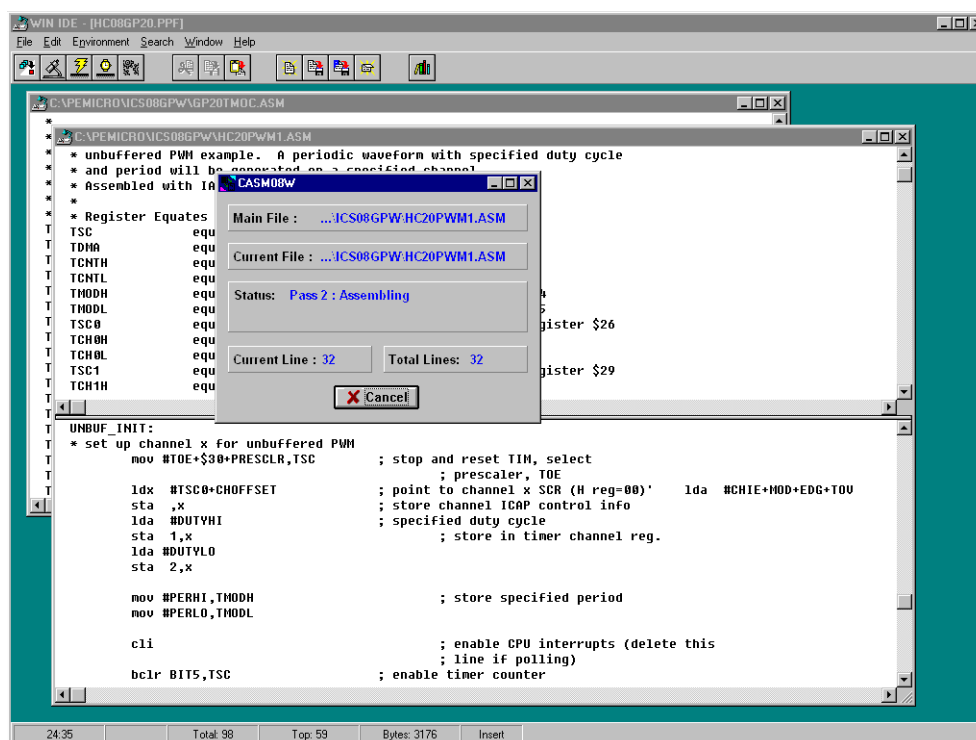 WIN IDE - [HC08GP20.PPF]
File Edit Environment Search Window Help
C:\PEMICRO\ICS08GPW\GP20TMOC.ASM
C:\PEMICRO\ICS08GPW\HC20PWM1.ASM
* unbuffered PWM example. A periodic waveform with specified duty cycle
* and period will be generated on a specified channel
* Assembled with IA
*
* Register Equates
TSC equ
TDMA equ
TCNTH equ
TCNTL equ
TMODH equ 4
TMODL equ 5
TSC0 equ gister $26
TCH0H equ
TCH0L equ
TSC1 equ gister $29
TCH1H equ
CASM08W
Main File : ...\ICS08GPW\HC20PWM1.ASM
Current File : ...\ICS08GPW\HC20PWM1.ASM
Status: Pass 2 : Assembling
Current Line : 32 Total Lines: 32
Cancel
UNBUF_INIT:
* set up channel x for unbuffered PWM
mov #TOE+$30+PRESCLR,TSC ; stop and reset TIM, select
; prescaler, TOE
ldx #TSC0+CHOFFSET ; point to channel x SCR (H reg=00)' lda #CHIE+MOD+EDG+TOV
sta ,x ; store channel ICAP control info
lda #DUTYHI ; specified duty cycle
sta 1,x ; store in timer channel reg.
lda #DUTYLO
sta 2,x
mov #PERHI,TMODH ; store specified period
mov #PERLO,TMODL
cli ; enable CPU interrupts (delete this
; line if polling)
bclr BIT5,TSC ; enable timer counter
24:35 Total: 98 Top: 59 Bytes: 3176 Insert